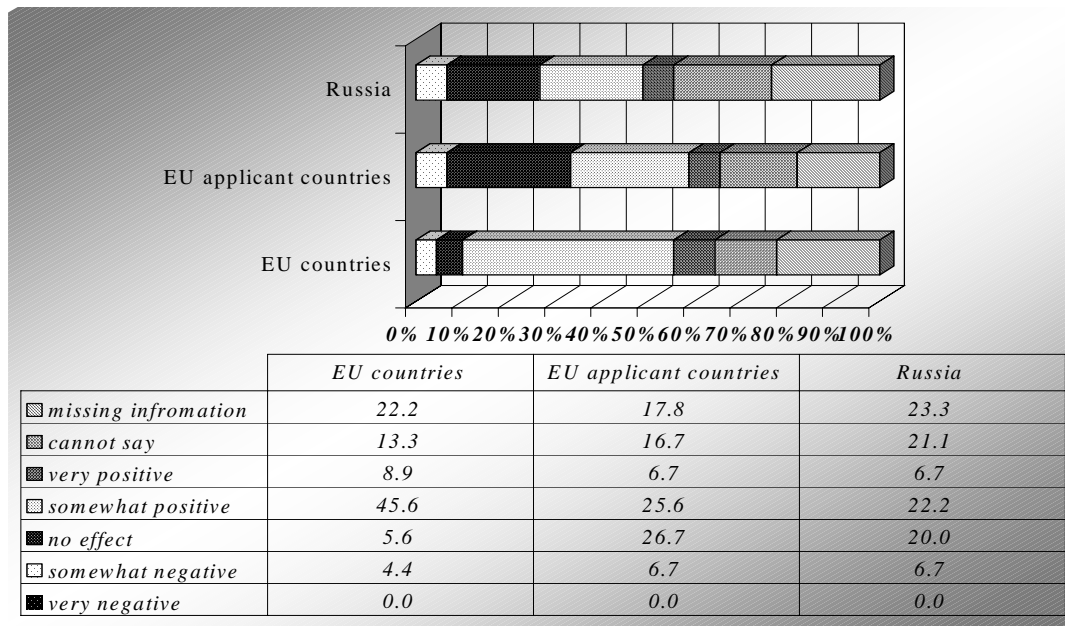 Russia
EU applicant countries
EU countries
0% 10% 20% 30% 40% 50% 60% 70% 80% 90% 100%
EU countries EU applicant countries Russia
missing infromation 22.2 17.8 23.3
cannot say 13.3 16.7 21.1
very positive 8.9 6.7 6.7
somewhat positive 45.6 25.6 22.2
no effect 5.6 26.7 20.0
somewhat negative 4.4 6.7 6.7
very negative 0.0 0.0 0.0